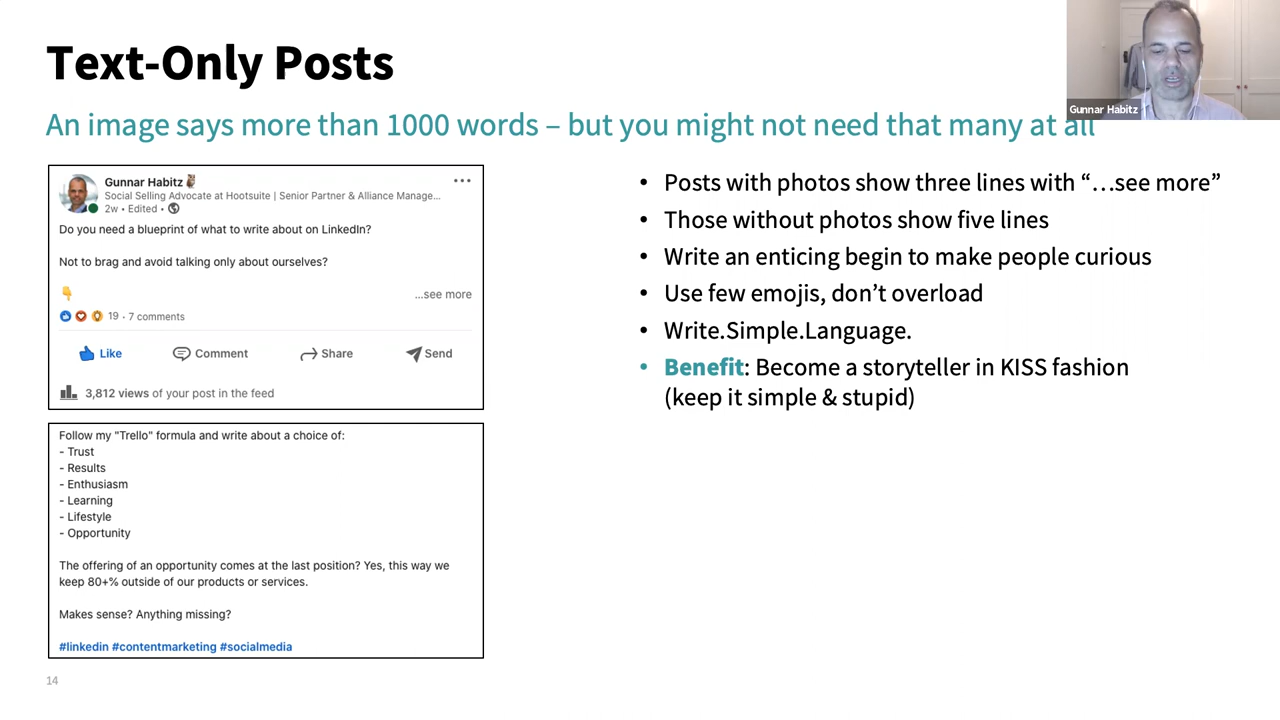 Text-Only Posts
Gunnar Habitz
An image says more than 1000 words – but you might not need that many at all
Gunnar Habitz
Social Selling Advocate at Hootsuite | Senior Partner & Alliance Manage...
2w • Edited •
Do you need a blueprint of what to write about on LinkedIn?
Not to brag and avoid talking only about ourselves?
...see more
19 · 7 comments
Like Comment Share Send
3,812 views of your post in the feed
Follow my "Trello" formula and write about a choice of:
- Trust
- Results
- Enthusiasm
- Learning
- Lifestyle
- Opportunity
The offering of an opportunity comes at the last position? Yes, this way we
keep 80+% outside of our products or services.
Makes sense? Anything missing?
#linkedin #contentmarketing #socialmedia
• Posts with photos show three lines with “…see more”
• Those without photos show five lines
• Write an enticing begin to make people curious
• Use few emojis, don’t overload
• Write.Simple.Language.
• Benefit: Become a storyteller in KISS fashion
(keep it simple & stupid)
14